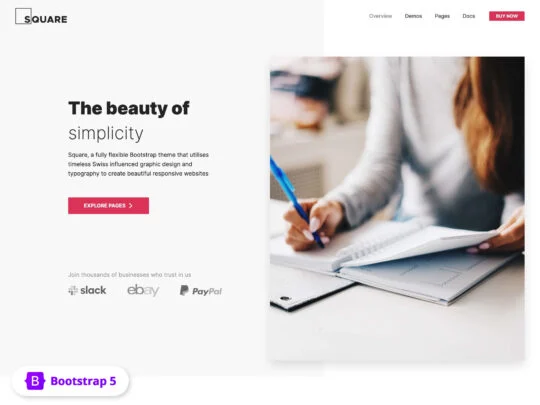 SQUARE
Overview Demos Pages Docs BUY NOW
The beauty of
simplicity
Square, a fully flexible Bootstrap theme that utilises
timeless Swiss influenced graphic design and
typography to create beautiful responsive websites
EXPLORE PAGES
Join thousands of businesses who trust in us
slack ebay PayPal
B Bootstrap 5